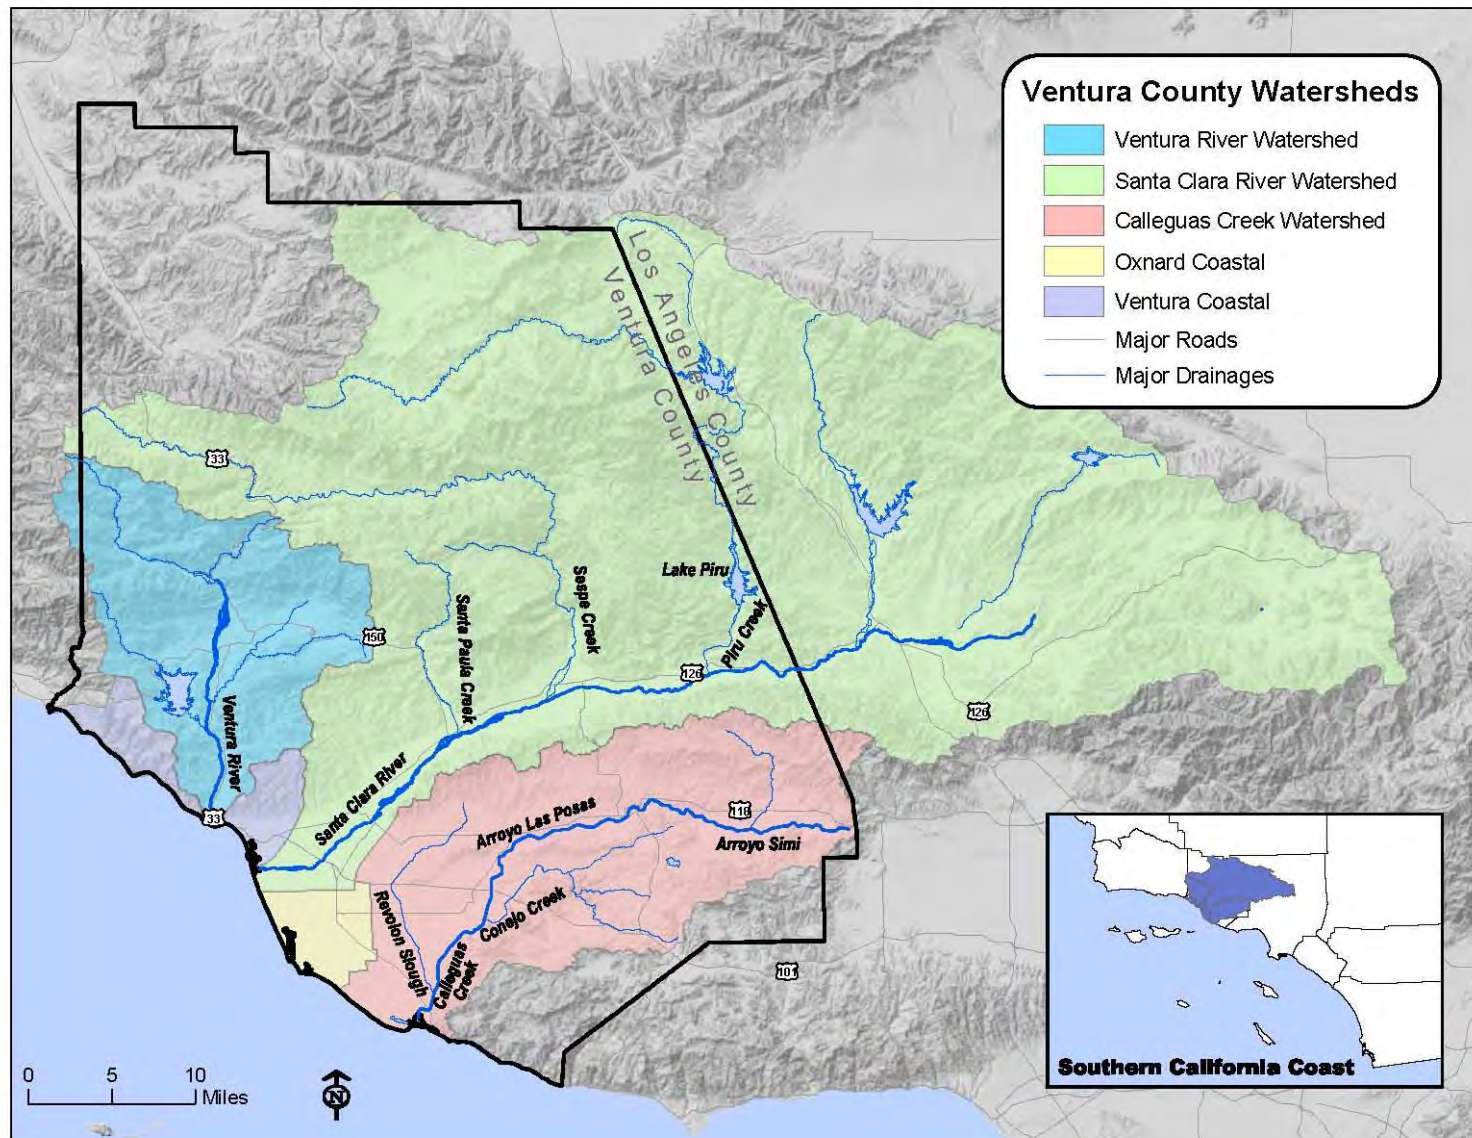 Ventura County Watersheds
Ventura River Watershed
Santa Clara River Watershed
Calleguas Creek Watershed
Oxnard Coastal
Ventura Coastal
Major Roads
Major Drainages
Los Angeles County
Ventura County
33
Lake Piru
Sespe Creek
Santa Paula Creek
150
Piru Creek
126
126
Ventura River
33
Santa Clara River
Arroyo Las Posas
118
Arroyo Simi
Revolon Slough
Conejo Creek
Calleguas
Creek
101
Southern California Coast
0 5 10
Miles
N